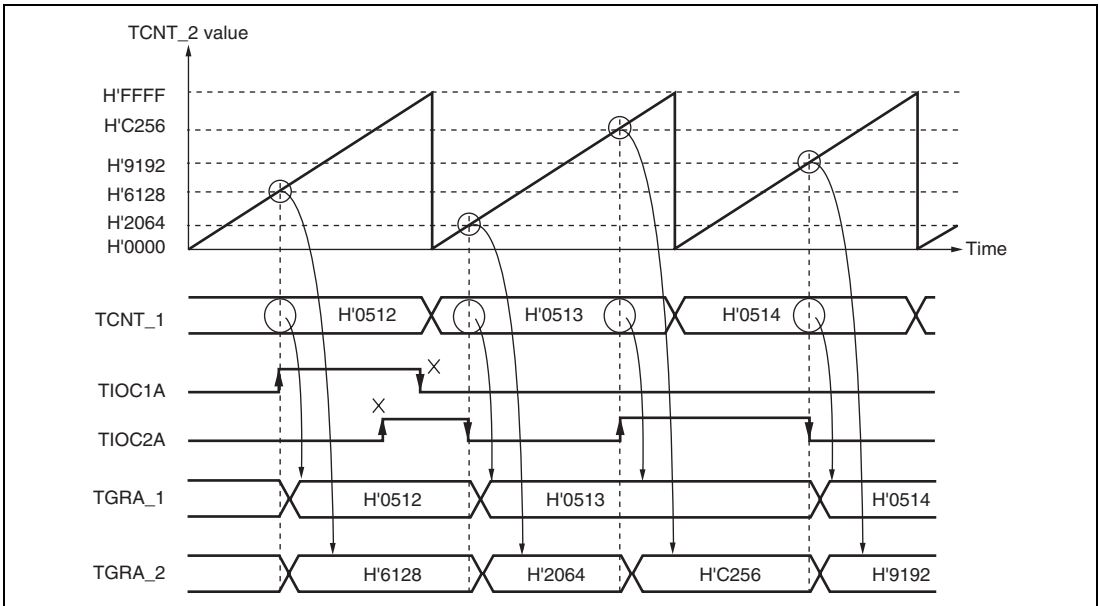 TCNT_2 value
H'FFFF
H'C256
H'9192
H'6128
H'2064
H'0000
Time
TCNT_1
H'0512
H'0513
H'0514
TIOC1A
X
TIOC2A
X
TGRA_1
H'0512
H'0513
H'0514
TGRA_2
H'6128
H'2064
H'C256
H'9192